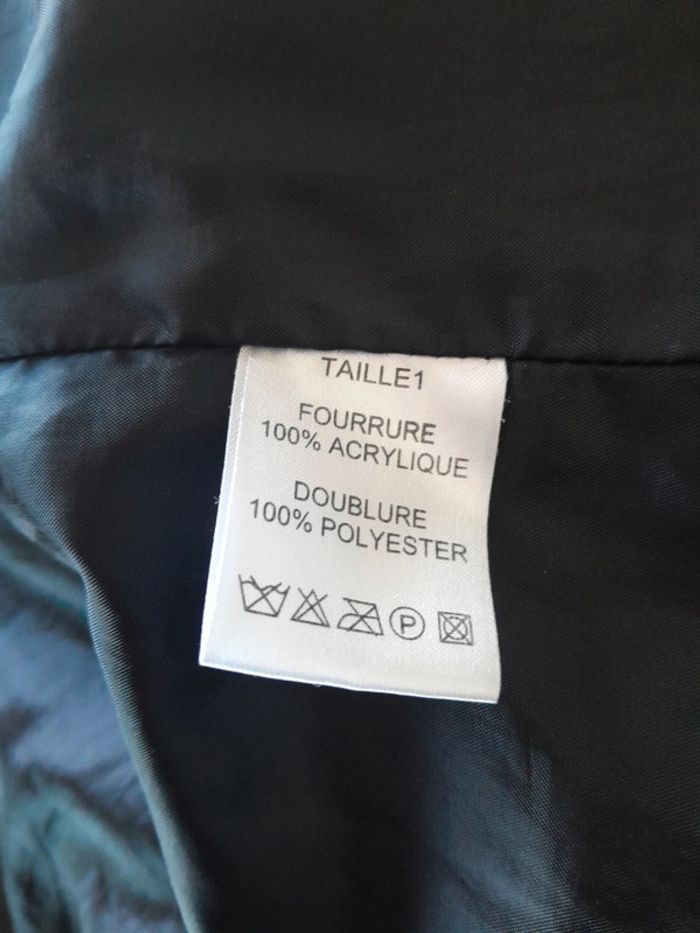 TAILLE1
FOURRURE
100% ACRYLIQUE
DOUBLURE
100% POLYESTER
P